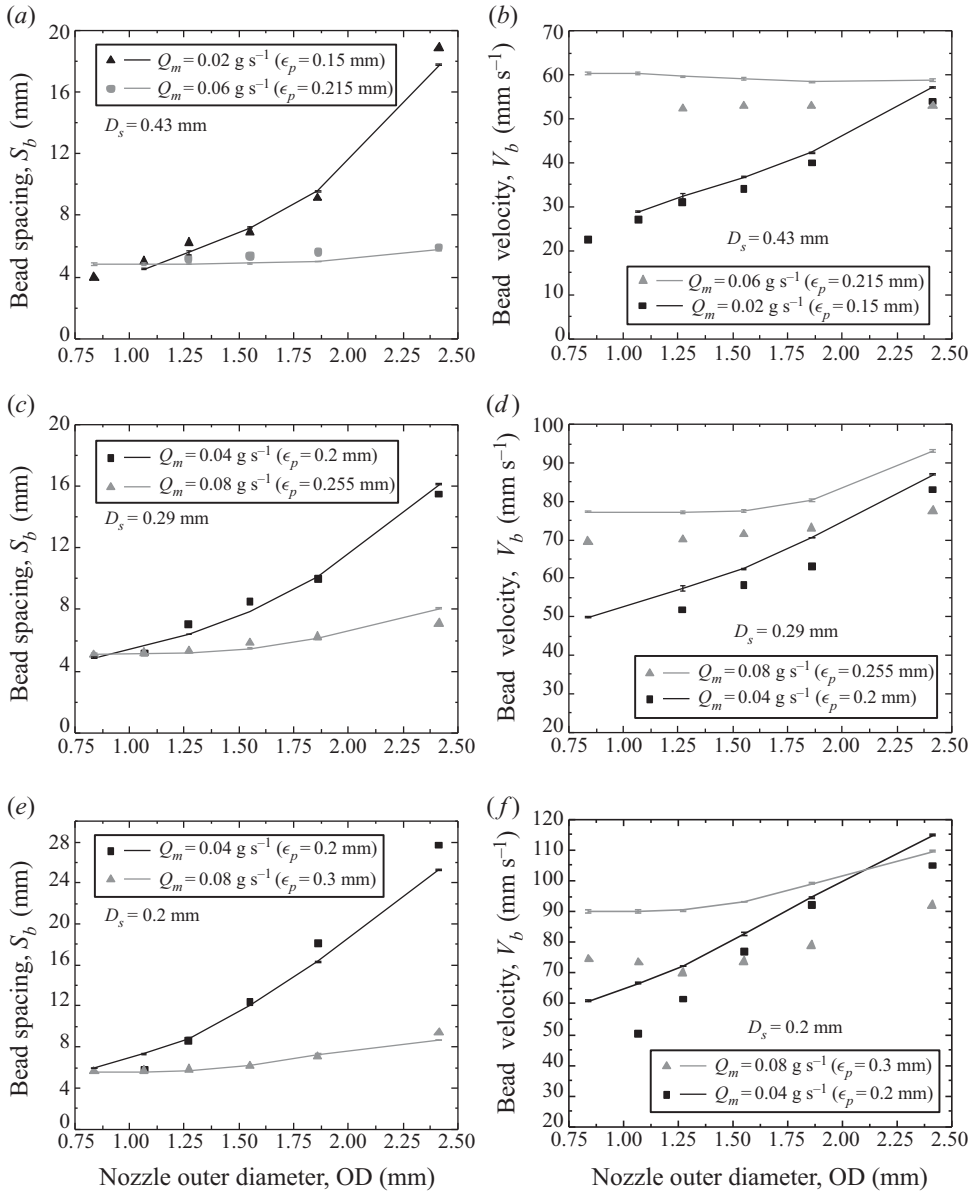 (a)
20
16
12
8
4
0
Bead spacing, S_b (mm)
Q_m = 0.02 g s⁻¹ (ϵ_p = 0.15 mm)
Q_m = 0.06 g s⁻¹ (ϵ_p = 0.215 mm)
D_s = 0.43 mm
0.75 1.00 1.25 1.50 1.75 2.00 2.25 2.50
(b)
70
60
50
40
30
20
10
0
Bead velocity, V_b (mm s⁻¹)
D_s = 0.43 mm
Q_m = 0.06 g s⁻¹ (ϵ_p = 0.215 mm)
Q_m = 0.02 g s⁻¹ (ϵ_p = 0.15 mm)
0.75 1.00 1.25 1.50 1.75 2.00 2.25 2.50
(c)
20
16
12
8
4
0
Bead spacing, S_b (mm)
Q_m = 0.04 g s⁻¹ (ϵ_p = 0.2 mm)
Q_m = 0.08 g s⁻¹ (ϵ_p = 0.255 mm)
D_s = 0.29 mm
0.75 1.00 1.25 1.50 1.75 2.00 2.25 2.50
(d)
100
90
80
70
60
50
40
30
20
Bead velocity, V_b (mm s⁻¹)
D_s = 0.29 mm
Q_m = 0.08 g s⁻¹ (ϵ_p = 0.255 mm)
Q_m = 0.04 g s⁻¹ (ϵ_p = 0.2 mm)
0.75 1.00 1.25 1.50 1.75 2.00 2.25 2.50
(e)
28
24
20
16
12
8
4
0
Bead spacing, S_b (mm)
Q_m = 0.04 g s⁻¹ (ϵ_p = 0.2 mm)
Q_m = 0.08 g s⁻¹ (ϵ_p = 0.3 mm)
D_s = 0.2 mm
0.75 1.00 1.25 1.50 1.75 2.00 2.25 2.50
Nozzle outer diameter, OD (mm)
(f)
120
110
100
90
80
70
60
50
40
30
20
Bead velocity, V_b (mm s⁻¹)
D_s = 0.2 mm
Q_m = 0.08 g s⁻¹ (ϵ_p = 0.3 mm)
Q_m = 0.04 g s⁻¹ (ϵ_p = 0.2 mm)
0.75 1.00 1.25 1.50 1.75 2.00 2.25 2.50
Nozzle outer diameter, OD (mm)